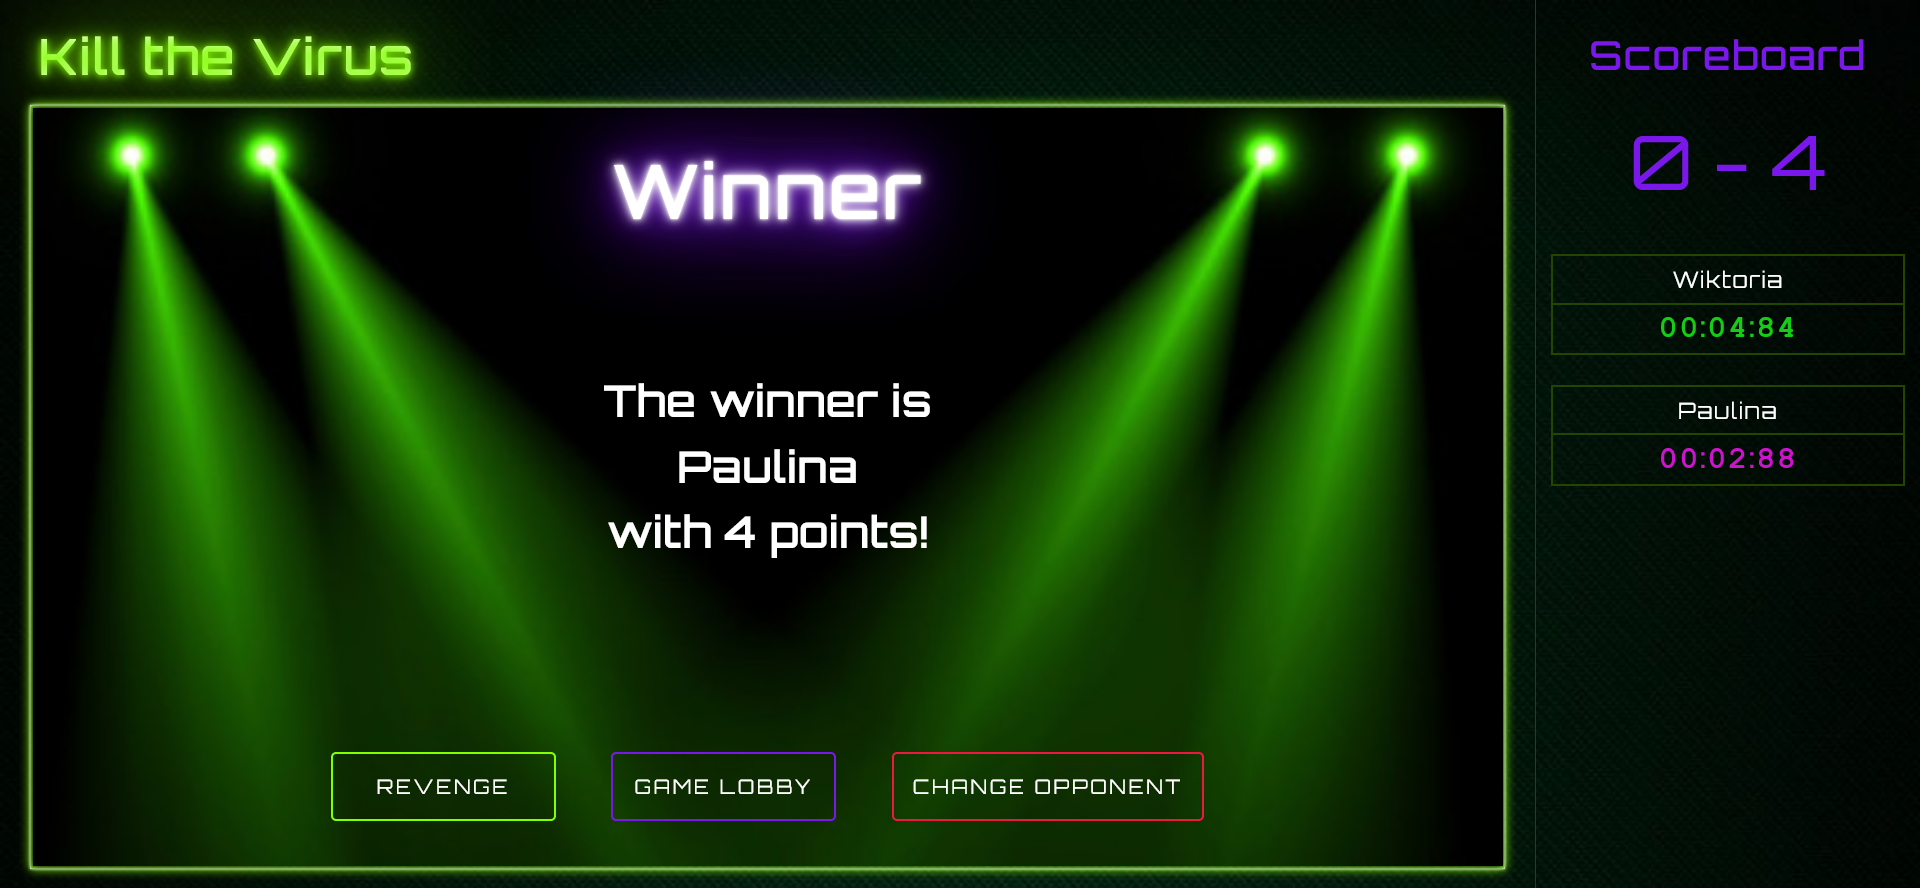 Kill the Virus
Winner
The winner is
Paulina
with 4 points!
REVENGE
GAME LOBBY
CHANGE OPPONENT
Scoreboard
0 - 4
Wiktoria
00:04:84
Paulina
00:02:88